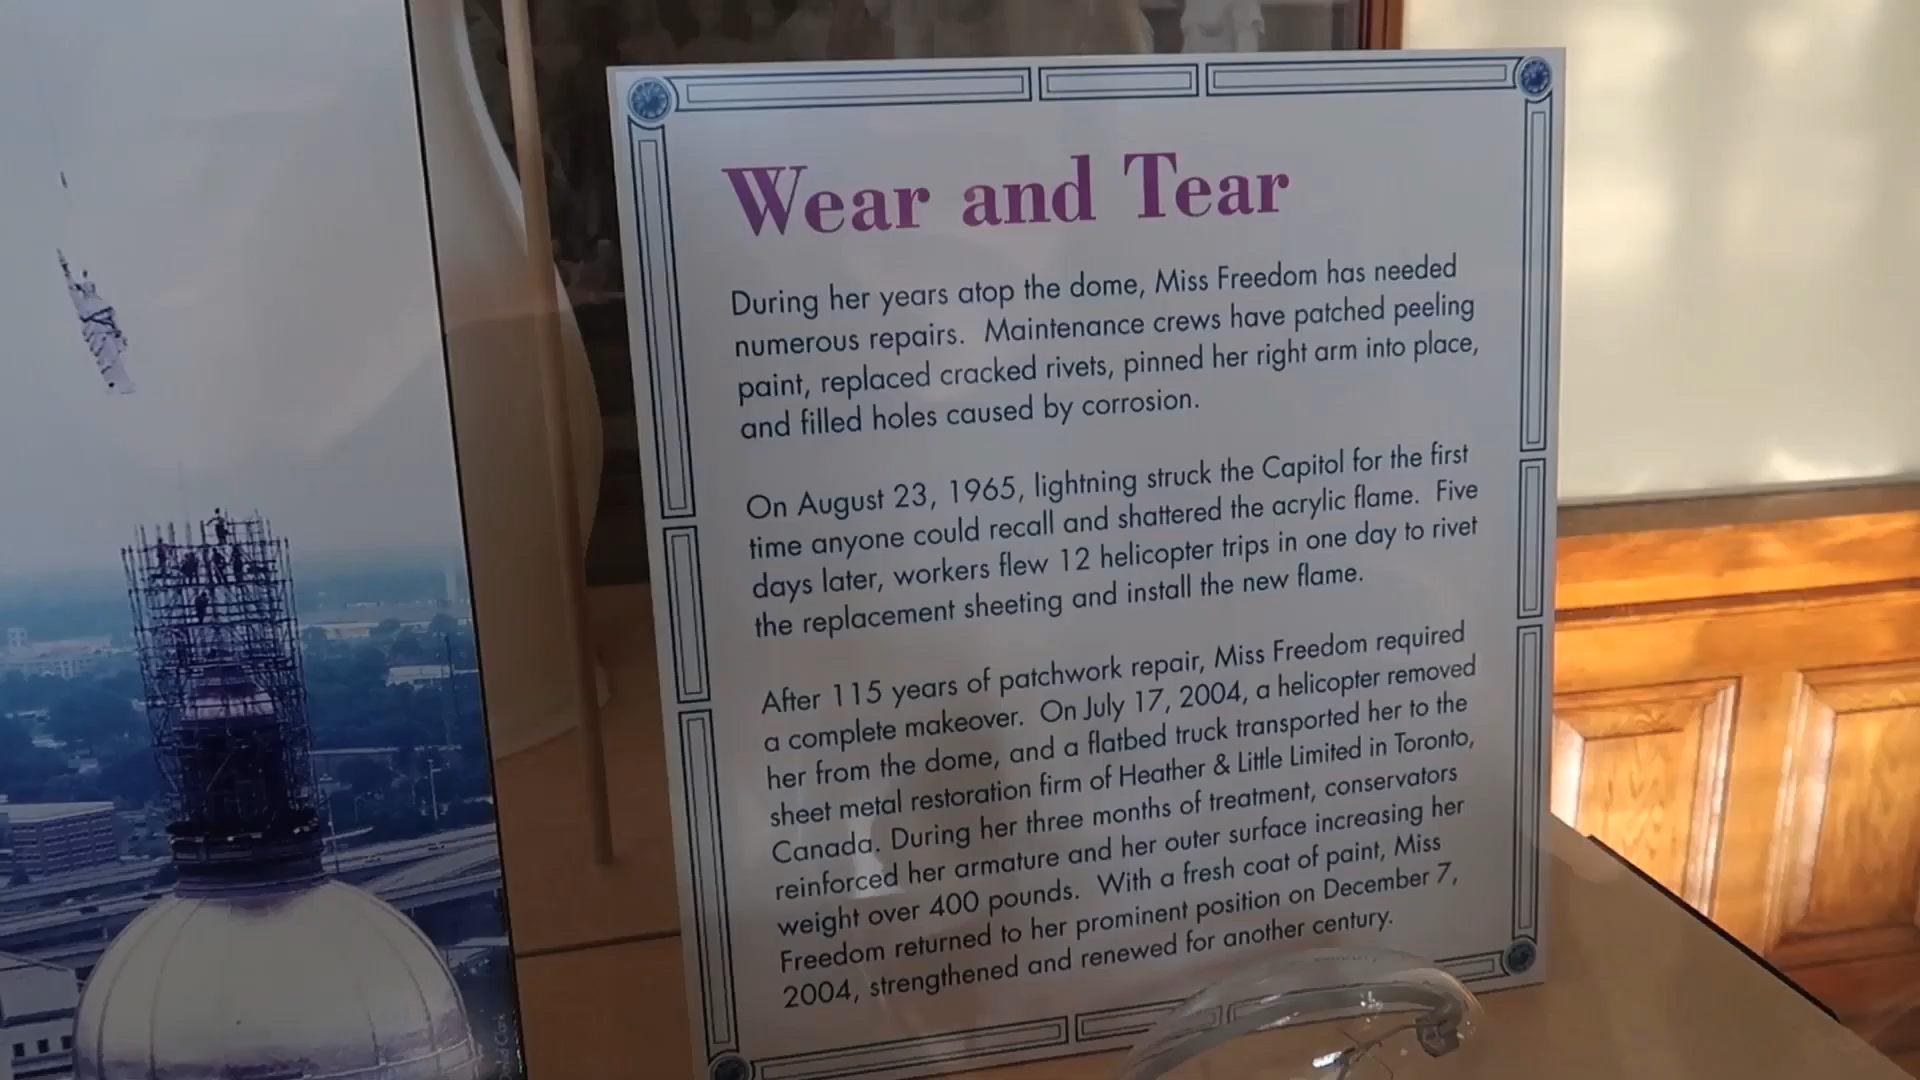 Wear and Tear
During her years atop the dome, Miss Freedom has needed
numerous repairs. Maintenance crews have patched peeling
paint, replaced cracked rivets, pinned her right arm into place,
and filled holes caused by corrosion.
On August 23, 1965, lightning struck the Capitol for the first
time anyone could recall and shattered the acrylic flame. Five
days later, workers flew 12 helicopter trips in one day to rivet
the replacement sheeting and install the new flame.
After 115 years of patchwork repair, Miss Freedom required
a complete makeover. On July 17, 2004, a helicopter removed
her from the dome, and a flatbed truck transported her to the
sheet metal restoration firm of Heather & Little Limited in Toronto,
Canada. During her three months of treatment, conservators
reinforced her armature and her outer surface increasing her
weight over 400 pounds. With a fresh coat of paint, Miss
Freedom returned to her prominent position on December 7,
2004, strengthened and renewed for another century.